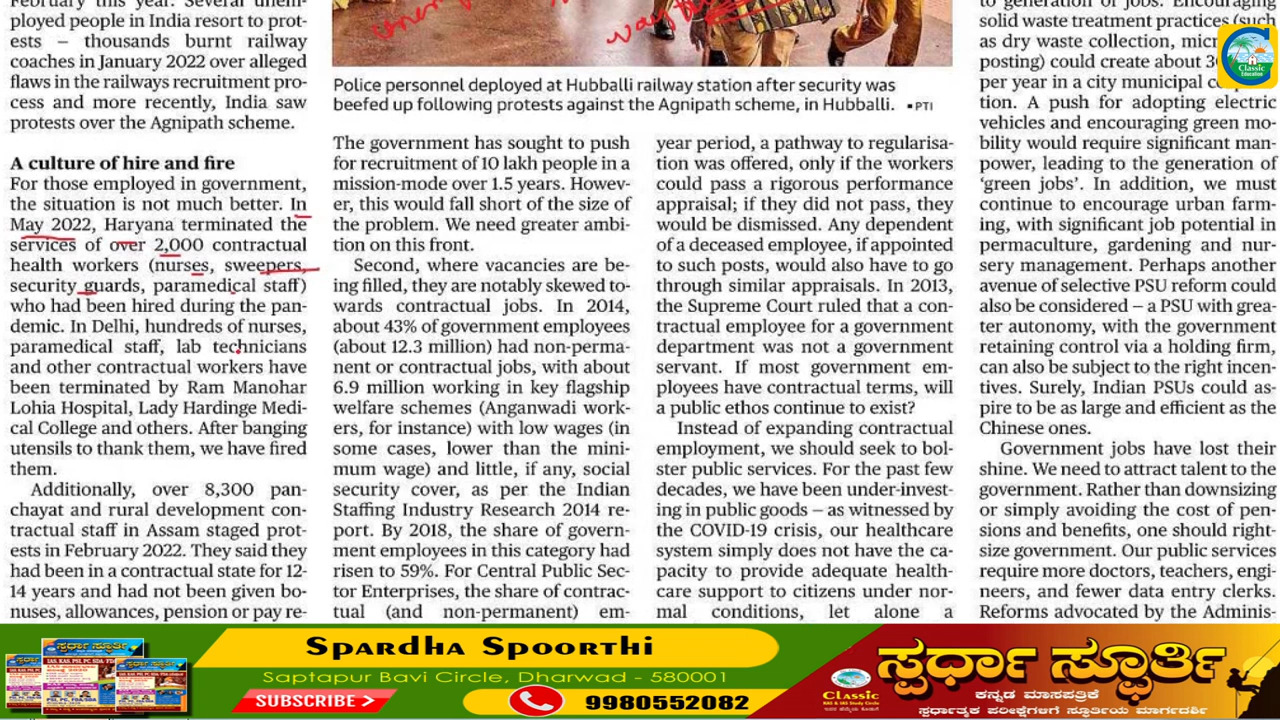 February this year. Several unem-
ployed people in India resort to prot-
ests – thousands burnt railway
coaches in January 2022 over alleged
flaws in the railways recruitment pro-
cess and more recently, India saw
protests over the Agnipath scheme.
A culture of hire and fire
For those employed in government,
the situation is not much better. In
May 2022, Haryana terminated the
services of over 2,000 contractual
health workers (nurses, sweepers,
security guards, paramedical staff)
who had been hired during the pan-
demic. In Delhi, hundreds of nurses,
paramedical staff, lab technicians
and other contractual workers have
been terminated by Ram Manohar
Lohia Hospital, Lady Hardinge Medi-
cal College and others. After banging
utensils to thank them, we have fired
them.
Additionally, over 8,300 pan-
chayat and rural development con-
tractual staff in Assam staged prot-
ests in February 2022. They said they
had been in a contractual state for 12-
14 years and had not been given bo-
nuses, allowances, pension or pay re-
Police personnel deployed at Hubballi railway station after security was
beefed up following protests against the Agnipath scheme, in Hubballi. ▪PTI
The government has sought to push
for recruitment of 10 lakh people in a
mission-mode over 1.5 years. Howev-
er, this would fall short of the size of
the problem. We need greater ambi-
tion on this front.
Second, where vacancies are be-
ing filled, they are notably skewed to-
wards contractual jobs. In 2014,
about 43% of government employees
(about 12.3 million) had non-perma-
nent or contractual jobs, with about
6.9 million working in key flagship
welfare schemes (Anganwadi work-
ers, for instance) with low wages (in
some cases, lower than the mini-
mum wage) and little, if any, social
security cover, as per the Indian
Staffing Industry Research 2014 re-
port. By 2018, the share of govern-
ment employees in this category had
risen to 59%. For Central Public Sec-
tor Enterprises, the share of contrac-
tual (and non-permanent) em-
year period, a pathway to regularisa-
tion was offered, only if the workers
could pass a rigorous performance
appraisal; if they did not pass, they
would be dismissed. Any dependent
of a deceased employee, if appointed
to such posts, would also have to go
through similar appraisals. In 2013,
the Supreme Court ruled that a con-
tractual employee for a government
department was not a government
servant. If most government em-
ployees have contractual terms, will
a public ethos continue to exist?
Instead of expanding contractual
employment, we should seek to bol-
ster public services. For the past few
decades, we have been under-invest-
ing in public goods – as witnessed by
the COVID-19 crisis, our healthcare
system simply does not have the ca-
pacity to provide adequate health-
care support to citizens under nor-
mal conditions, let alone a
to generation of jobs. Encouraging
solid waste treatment practices (such
as dry waste collection,
posting) could create about
per year in a city municipal
tion. A push for adopting electric
vehicles and encouraging green mo-
bility would require significant man-
power, leading to the generation of
‘green jobs’. In addition, we must
continue to encourage urban farm-
ing, with significant job potential in
permaculture, gardening and nur-
sery management. Perhaps another
avenue of selective PSU reform could
also be considered – a PSU with grea-
ter autonomy, with the government
retaining control via a holding firm,
can also be subject to the right incen-
tives. Surely, Indian PSUs could as-
pire to be as large and efficient as the
Chinese ones.
Government jobs have lost their
shine. We need to attract talent to the
government. Rather than downsizing
or simply avoiding the cost of pen-
sions and benefits, one should right-
size government. Our public services
require more doctors, teachers, engi-
neers, and fewer data entry clerks.
Reforms advocated by the Adminis-
Classic
Education
Spardha Spoorthi
Saptapur Bavi Circle, Dharwad - 580001
SUBSCRIBE >
9980552082
Classic
KAS & IAS Study Circle
ಸ್ಪರ್ಧಾ ಸ್ಫೂರ್ತಿ
ಕನ್ನಡ ಮಾಸಪತ್ರಿಕೆ
ಸ್ಪರ್ಧಾತ್ಮಕ ಪರೀಕ್ಷೆಗಳಿಗೆ ಸ್ಫೂರ್ತಿಯ ಮಾರ್ಗದರ್ಶಿ